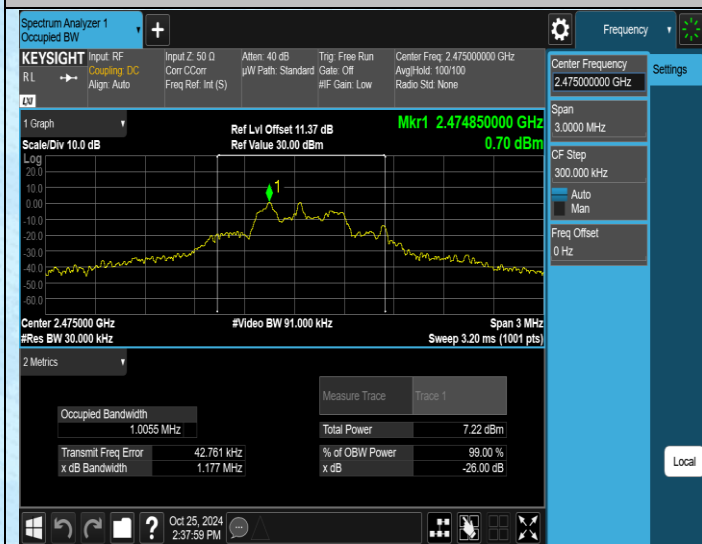 Spectrum Analyzer 1
Occupied BW
Frequency
KEYSIGHT
Input: RF
Coupling: DC
Align: Auto
Input Z: 50 Ω
Corr CCorr
Freq Ref: Int (S)
Atten: 40 dB
µW Path: Standard
Trig: Free Run
Gate: Off
#IF Gain: Low
Center Freq: 2.475000000 GHz
Avg|Hold: 100/100
Radio Std: None
R L
LXI
Center Frequency
2.475000000 GHz
Settings
Span
3.0000 MHz
CF Step
300.000 kHz
Auto
Man
Freq Offset
0 Hz
Local
1 Graph
Scale/Div 10.0 dB
Ref Lvl Offset 11.37 dB
Ref Value 30.00 dBm
Mkr1 2.474850000 GHz
0.70 dBm
Log
20.0
10.0
0.00
-10.0
-20.0
-30.0
-40.0
-50.0
-60.0
1
Center 2.475000 GHz
#Res BW 30.000 kHz
#Video BW 91.000 kHz
Span 3 MHz
Sweep 3.20 ms (1001 pts)
2 Metrics
Measure Trace
Trace 1
Occupied Bandwidth
1.0055 MHz
Total Power
7.22 dBm
Transmit Freq Error
42.761 kHz
% of OBW Power
99.00 %
x dB Bandwidth
1.177 MHz
x dB
-26.00 dB
Oct 25, 2024
2:37:59 PM